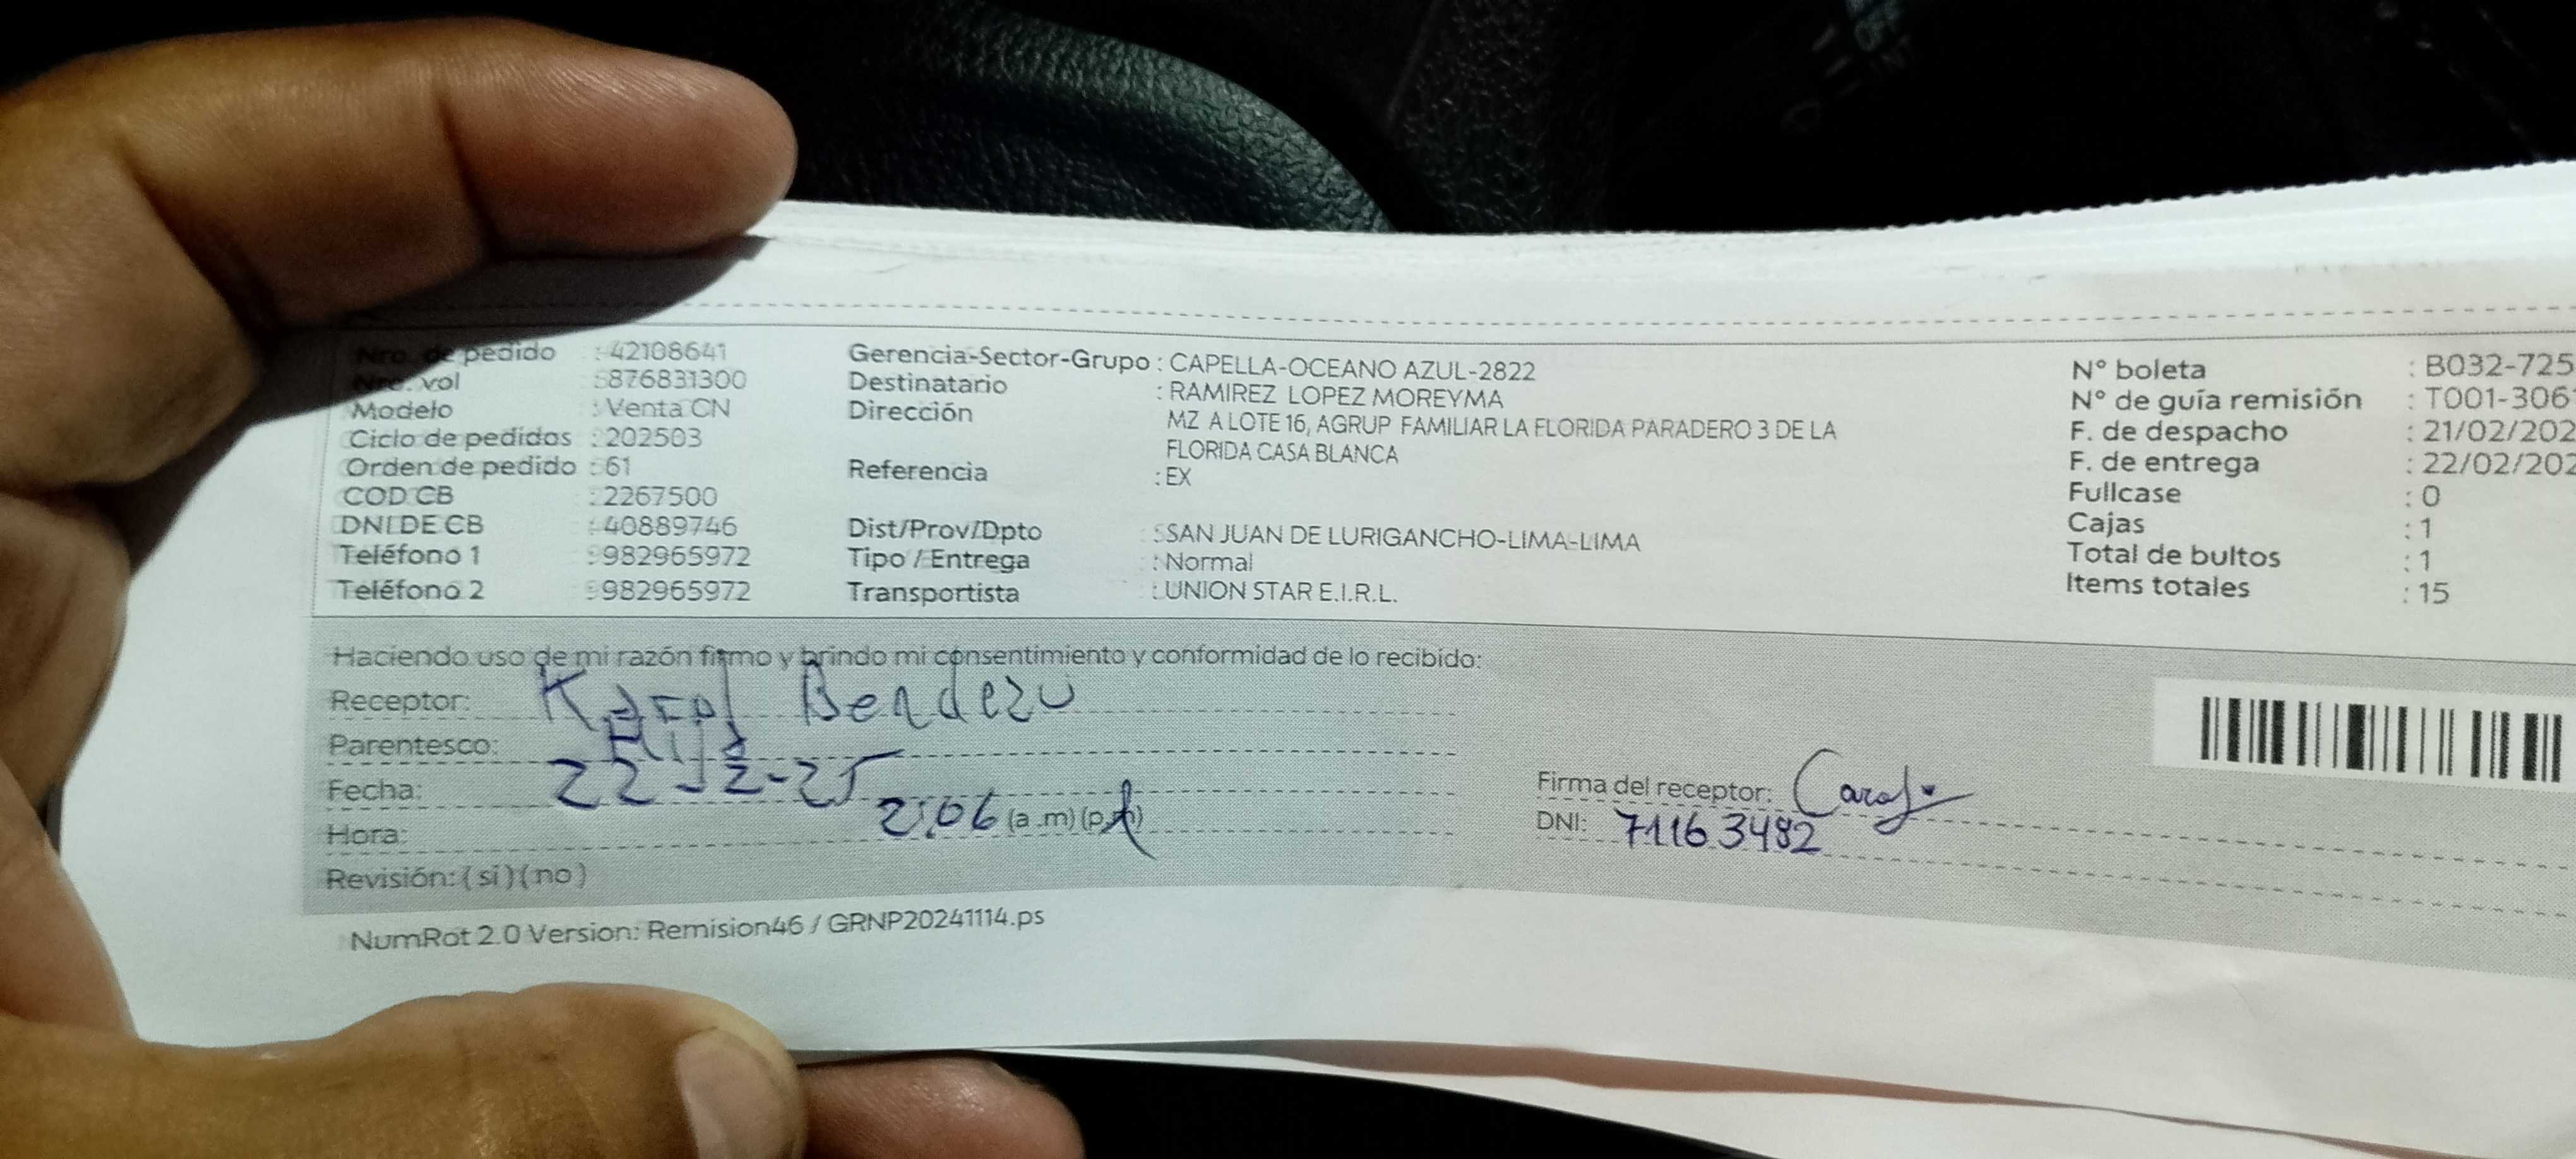 Nro. de pedido : 42108641
Nro. vol : 5876831300
Modelo : Venta CN
Ciclo de pedidos : 202503
Orden de pedido : 61
COD CB : 2267500
DNI DE CB : 40889746
Teléfono 1 : 982965972
Teléfono 2 : 982965972
Gerencia-Sector-Grupo : CAPELLA-OCEANO AZUL-2822
Destinatario : RAMIREZ LOPEZ MOREYMA
Dirección MZ A LOTE 16, AGRUP FAMILIAR LA FLORIDA PARADERO 3 DE LA
FLORIDA CASA BLANCA
Referencia : EX
Dist/Prov/Dpto : SAN JUAN DE LURIGANCHO-LIMA-LIMA
Tipo / Entrega : Normal
Transportista : UNION STAR E.I.R.L.
N° boleta : B032-725
N° de guía remisión : T001-306
F. de despacho : 21/02/202
F. de entrega : 22/02/202
Fullcase : 0
Cajas : 1
Total de bultos : 1
Items totales : 15
Haciendo uso de mi razón firmo y brindo mi consentimiento y conformidad de lo recibido:
Receptor: Karol Bendezu
Parentesco: Hija
Fecha: 22-2-25
Hora: 2:06 (a .m) (p.m)
Revisión: (si) (no)
Firma del receptor:
DNI: 71163482
NumRot 2.0 Version: Remision46 / GRNP20241114.ps